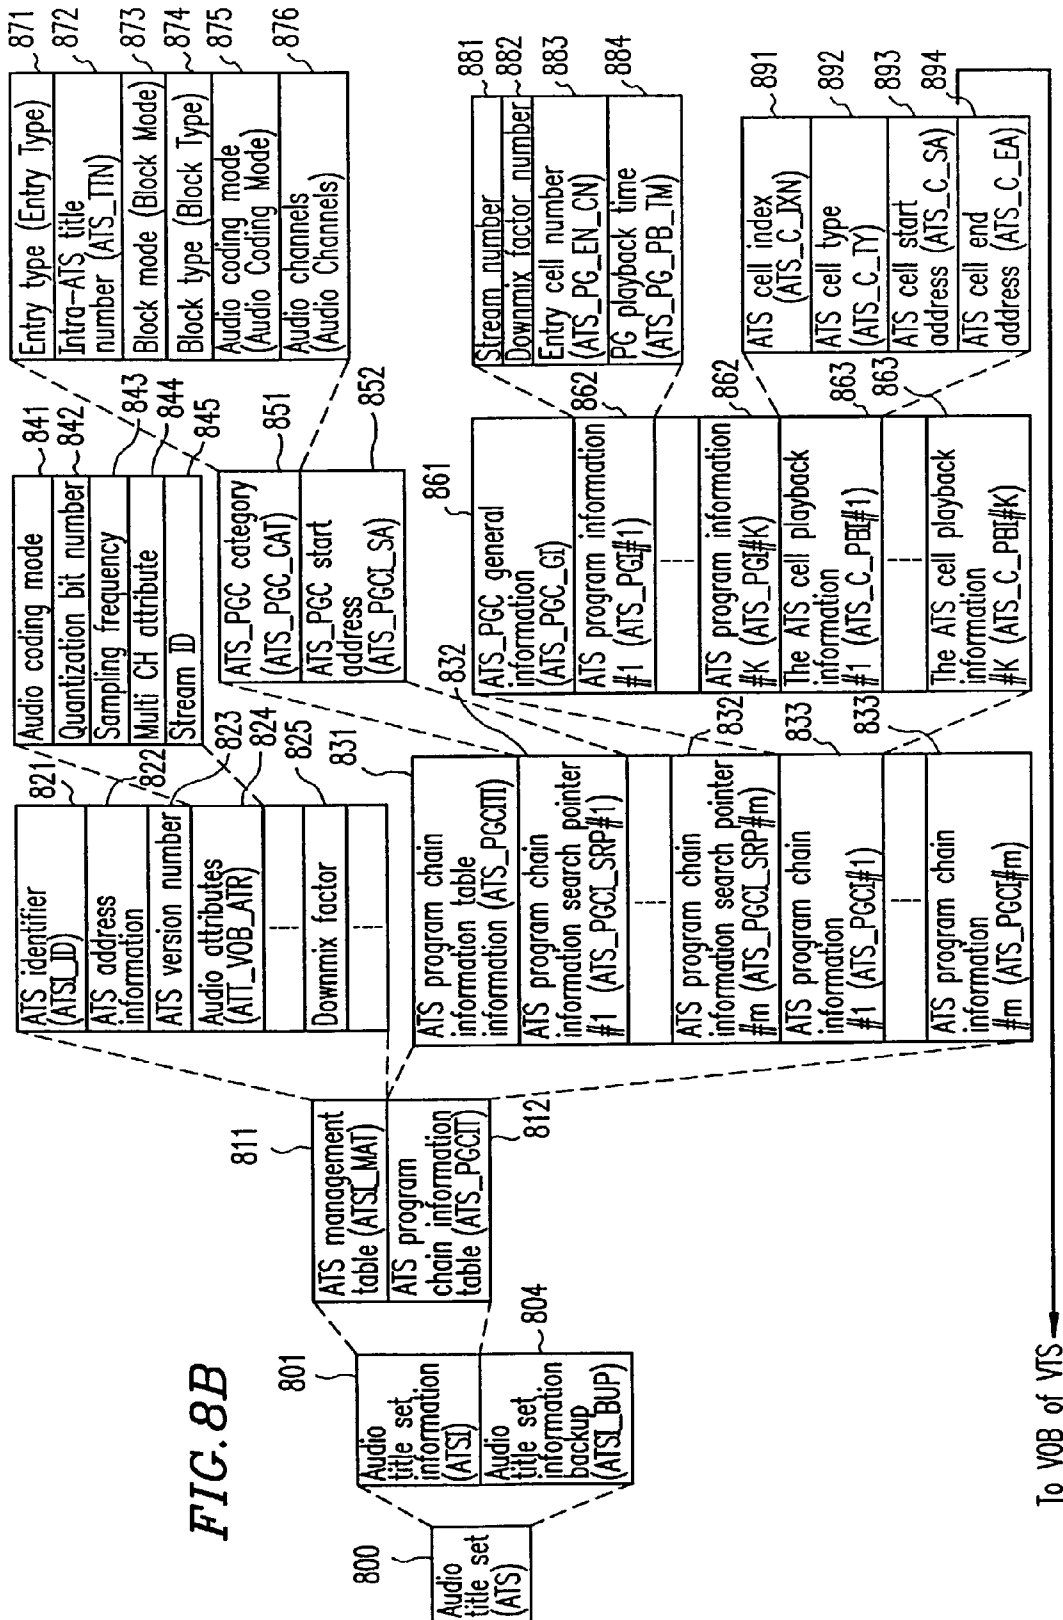 FIG. 8B
800
Audio
title set
(ATS)
801
Audio
title set
information
(ATSI)
Audio
title set
information
backup
(ATSI_BUP)
804
811
ATS management
table (ATSI_MAT)
ATS program
chain information
table (ATS_PGCIT)
812
821
ATS identifier
(ATSI_ID)
822
ATS address
information
823
ATS version number
824
Audio attributes
(ATT_VOB_ATR)
825
Downmix factor
831
ATS program chain
information table
information (ATS_PGCITI)
832
ATS program chain
information search pointer
#1 (ATS_PGCI_SRP#1)
832
ATS program chain
information search pointer
#m (ATS_PGCI_SRP#m)
833
ATS program chain
information
#1 (ATS_PGCI#1)
833
ATS program chain
information
#m (ATS_PGCI#m)
841
Audio coding mode
842
Quantization bit number
843
Sampling frequency
844
Multi CH attribute
845
Stream ID
851
ATS_PGC category
(ATS_PGC_CAT)
852
ATS_PGC start
address
(ATS_PGCI_SA)
861
ATS_PGC general
information
(ATS_PGC_GI)
862
ATS program information
#1 (ATS_PGI#1)
862
ATS program information
#K (ATS_PGI#K)
863
The ATS cell playback
information
#1 (ATS_C_PBI#1)
863
The ATS cell playback
information
#K (ATS_C_PBI#K)
871
Entry type (Entry Type)
872
Intra-ATS title
number (ATS_TTN)
873
Block mode (Block Mode)
874
Block type (Block Type)
875
Audio coding mode
(Audio Coding Mode)
876
Audio channels
(Audio Channels)
881
Stream number
882
Downmix factor number
883
Entry cell number
(ATS_PG_EN_CN)
884
PG playback time
(ATS_PG_PB_TM)
891
ATS cell index
(ATS_C_IXN)
892
ATS cell type
(ATS_C_TY)
893
ATS cell start
address (ATS_C_SA)
894
ATS cell end
address (ATS_C_EA)
To VOB of VTS